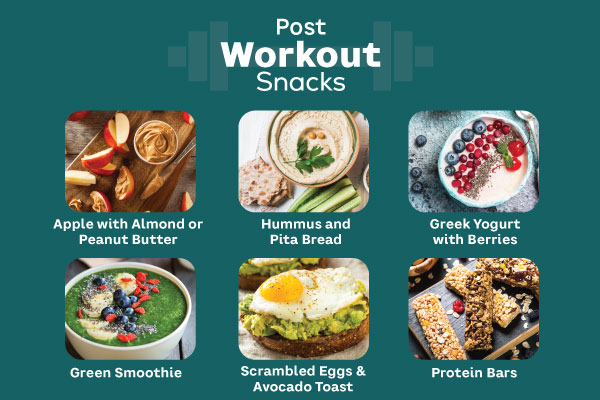 Post
Workout
Snacks
Apple with Almond or
Peanut Butter
Hummus and
Pita Bread
Greek Yogurt
with Berries
Green Smoothie
Scrambled Eggs &
Avocado Toast
Protein Bars